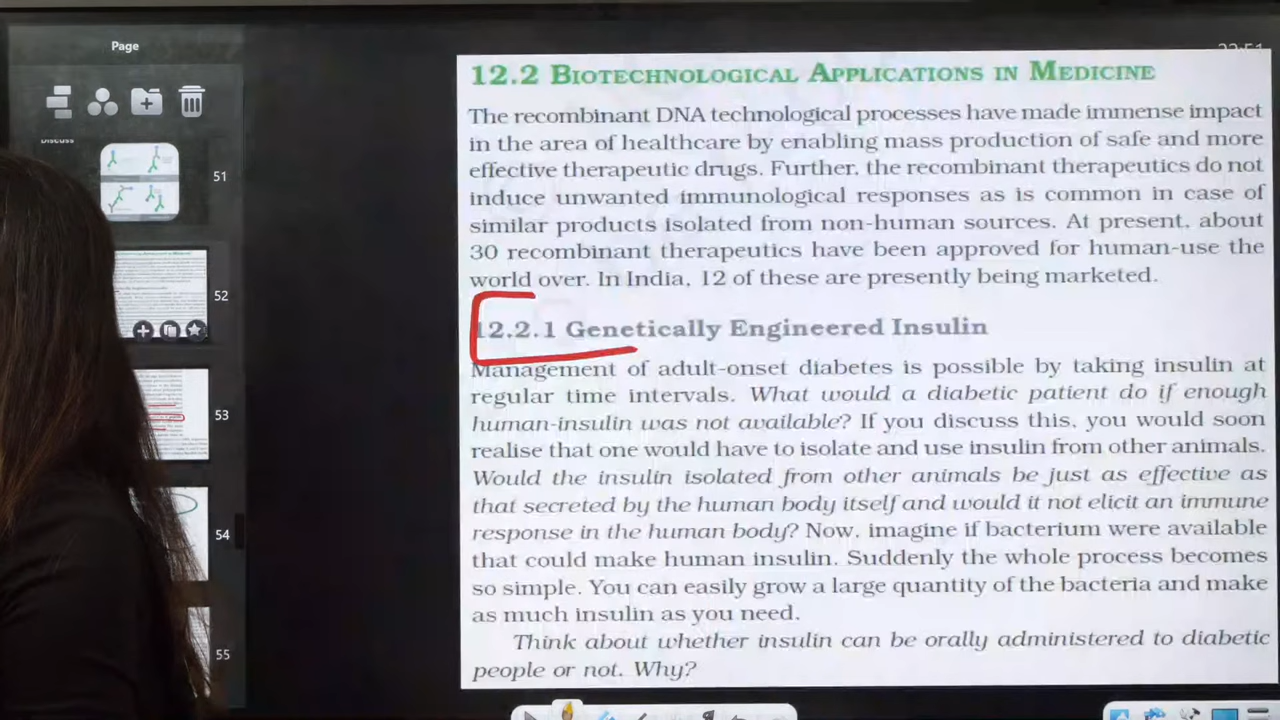 Page
22:51
Discuss
51
52
53
54
55
12.2 BIOTECHNOLOGICAL APPLICATIONS IN MEDICINE
The recombinant DNA technological processes have made immense impact
in the area of healthcare by enabling mass production of safe and more
effective therapeutic drugs. Further, the recombinant therapeutics do not
induce unwanted immunological responses as is common in case of
similar products isolated from non-human sources. At present, about
30 recombinant therapeutics have been approved for human-use the
world over. In India, 12 of these are presently being marketed.
12.2.1 Genetically Engineered Insulin
Management of adult-onset diabetes is possible by taking insulin at
regular time intervals. What would a diabetic patient do if enough
human-insulin was not available? If you discuss this, you would soon
realise that one would have to isolate and use insulin from other animals.
Would the insulin isolated from other animals be just as effective as
that secreted by the human body itself and would it not elicit an immune
response in the human body? Now, imagine if bacterium were available
that could make human insulin. Suddenly the whole process becomes
so simple. You can easily grow a large quantity of the bacteria and make
as much insulin as you need.
Think about whether insulin can be orally administered to diabetic
people or not. Why?